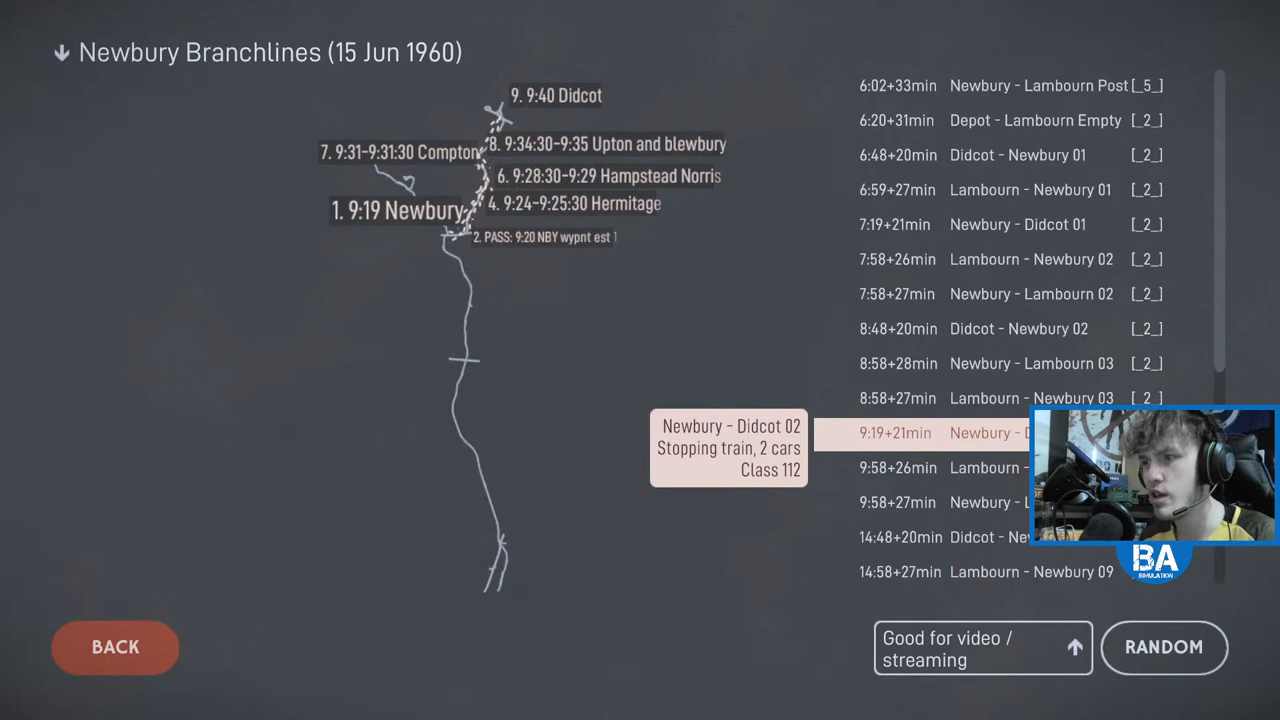 Newbury Branchlines (15 Jun 1960)
9. 9:40 Didcot
8. 9:34:30-9:35 Upton and blewbury
7. 9:31-9:31:30 Compton
6. 9:28:30-9:29 Hampstead Norris
4. 9:24-9:25:30 Hermitage
1. 9:19 Newbury
2. PASS: 9:20 NBY wypnt est 1
6:02+33min Newbury - Lambourn Post [_5_]
6:20+31min Depot - Lambourn Empty [_2_]
6:48+20min Didcot - Newbury 01 [_2_]
6:59+27min Lambourn - Newbury 01 [_2_]
7:19+21min Newbury - Didcot 01 [_2_]
7:58+26min Lambourn - Newbury 02 [_2_]
7:58+27min Newbury - Lambourn 02 [_2_]
8:48+20min Didcot - Newbury 02 [_2_]
8:58+28min Newbury - Lambourn 03 [_2_]
8:58+27min Lambourn - Newbury 03 [_2_]
9:19+21min Newbury - D
9:58+26min Lambourn -
9:58+27min Newbury - L
14:48+20min Didcot - Ne
14:58+27min Lambourn - Newbury 09
Newbury - Didcot 02
Stopping train, 2 cars
Class 112
BA
SIMULATION
BACK
Good for video /
streaming
RANDOM